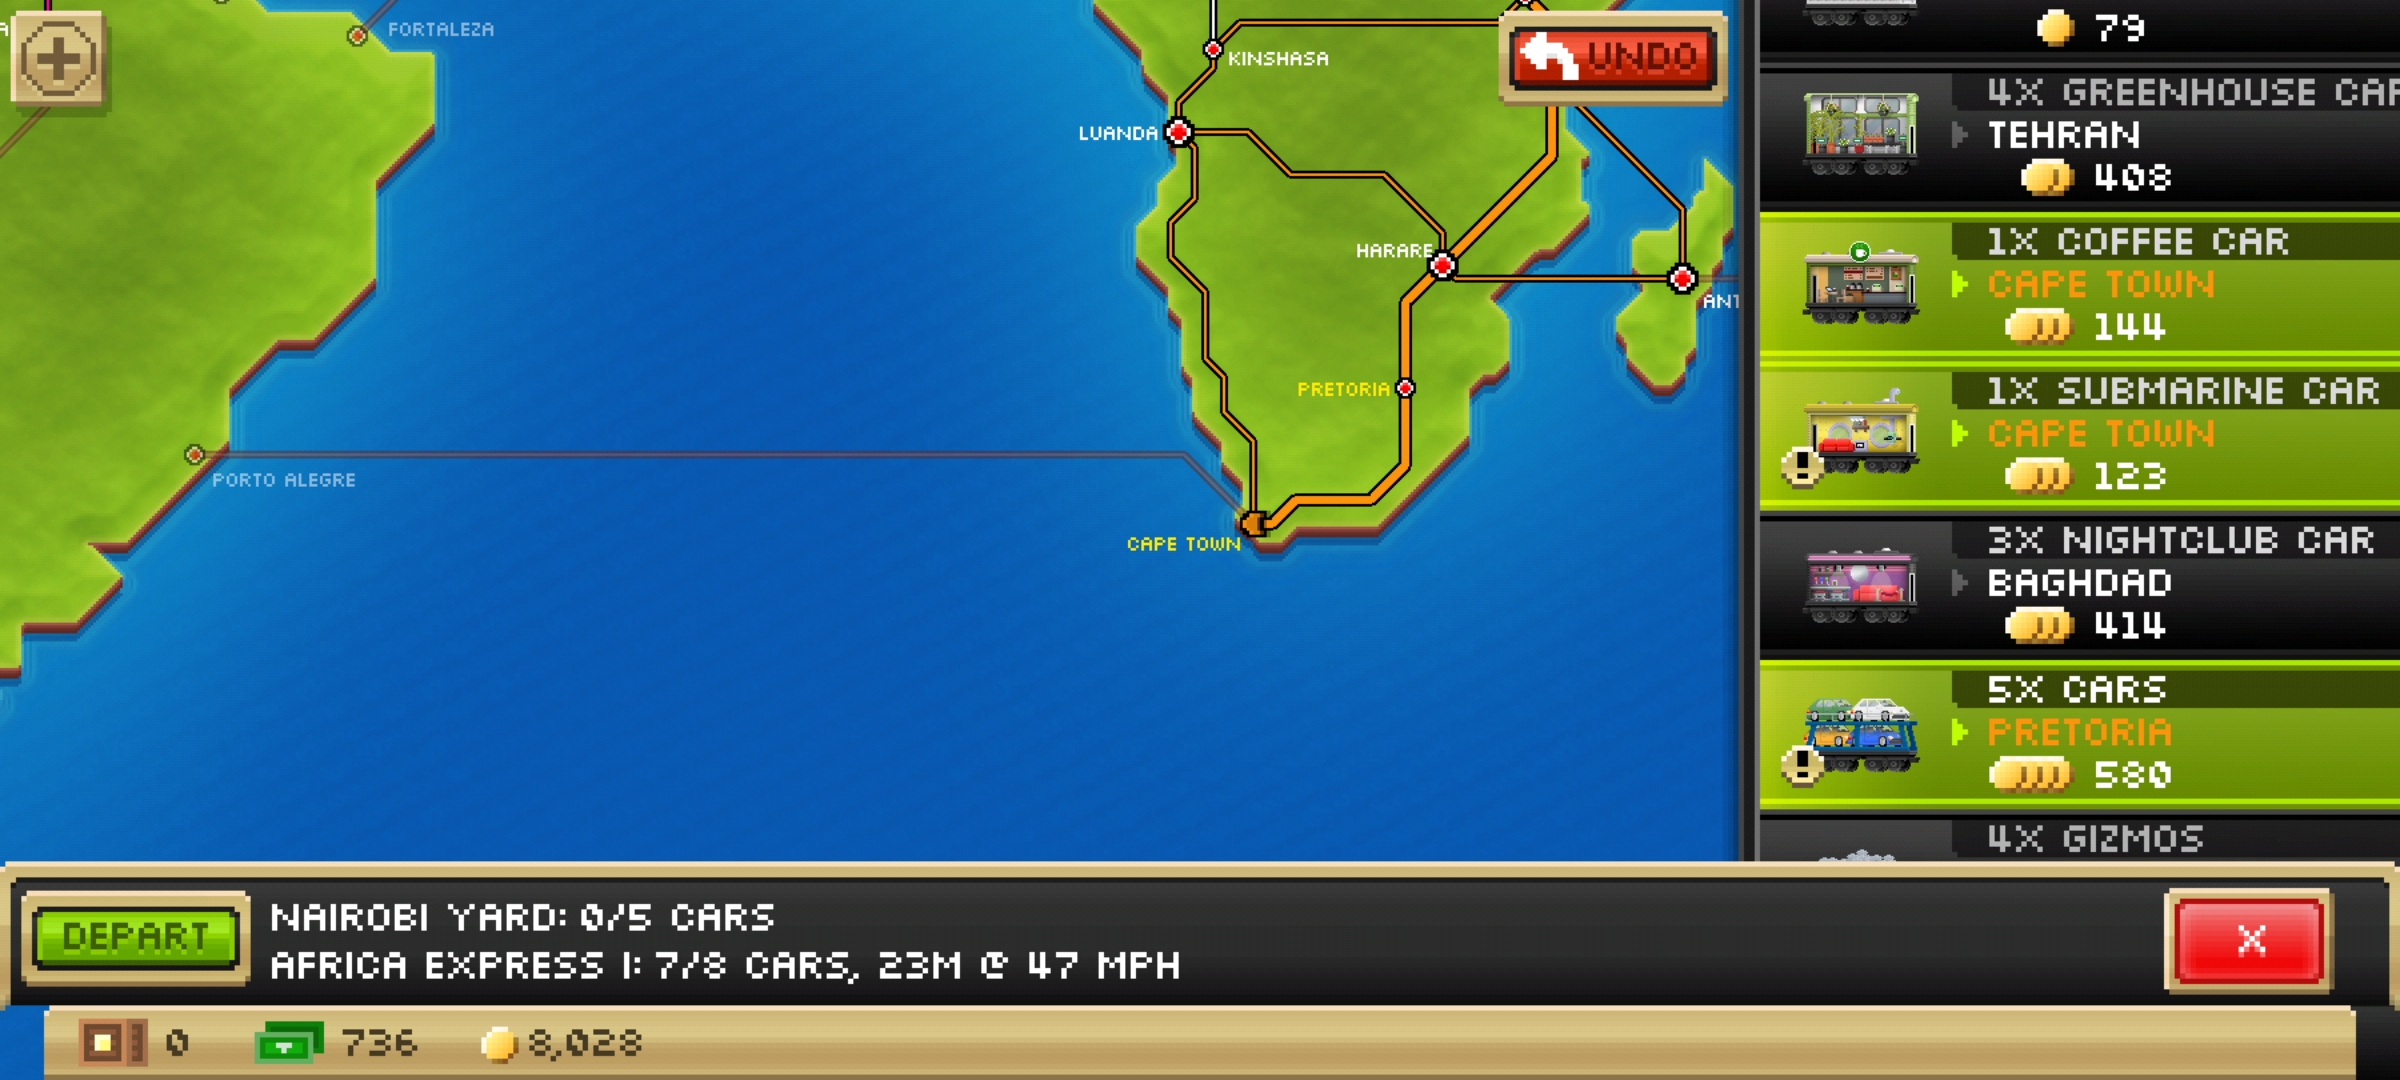 FORTALEZA
KINSHASA
UNDO
LUANDA
HARARE
ANT
PRETORIA
PORTO ALEGRE
CAPE TOWN
79
4X GREENHOUSE CAR
TEHRAN
408
1X COFFEE CAR
CAPE TOWN
144
1X SUBMARINE CAR
CAPE TOWN
123
3X NIGHTCLUB CAR
BAGHDAD
414
5X CARS
PRETORIA
580
4X GIZMOS
DEPART
NAIROBI YARD: 0/5 CARS
AFRICA EXPRESS I: 7/8 CARS, 23M @ 47 MPH
X
0
736
8,028